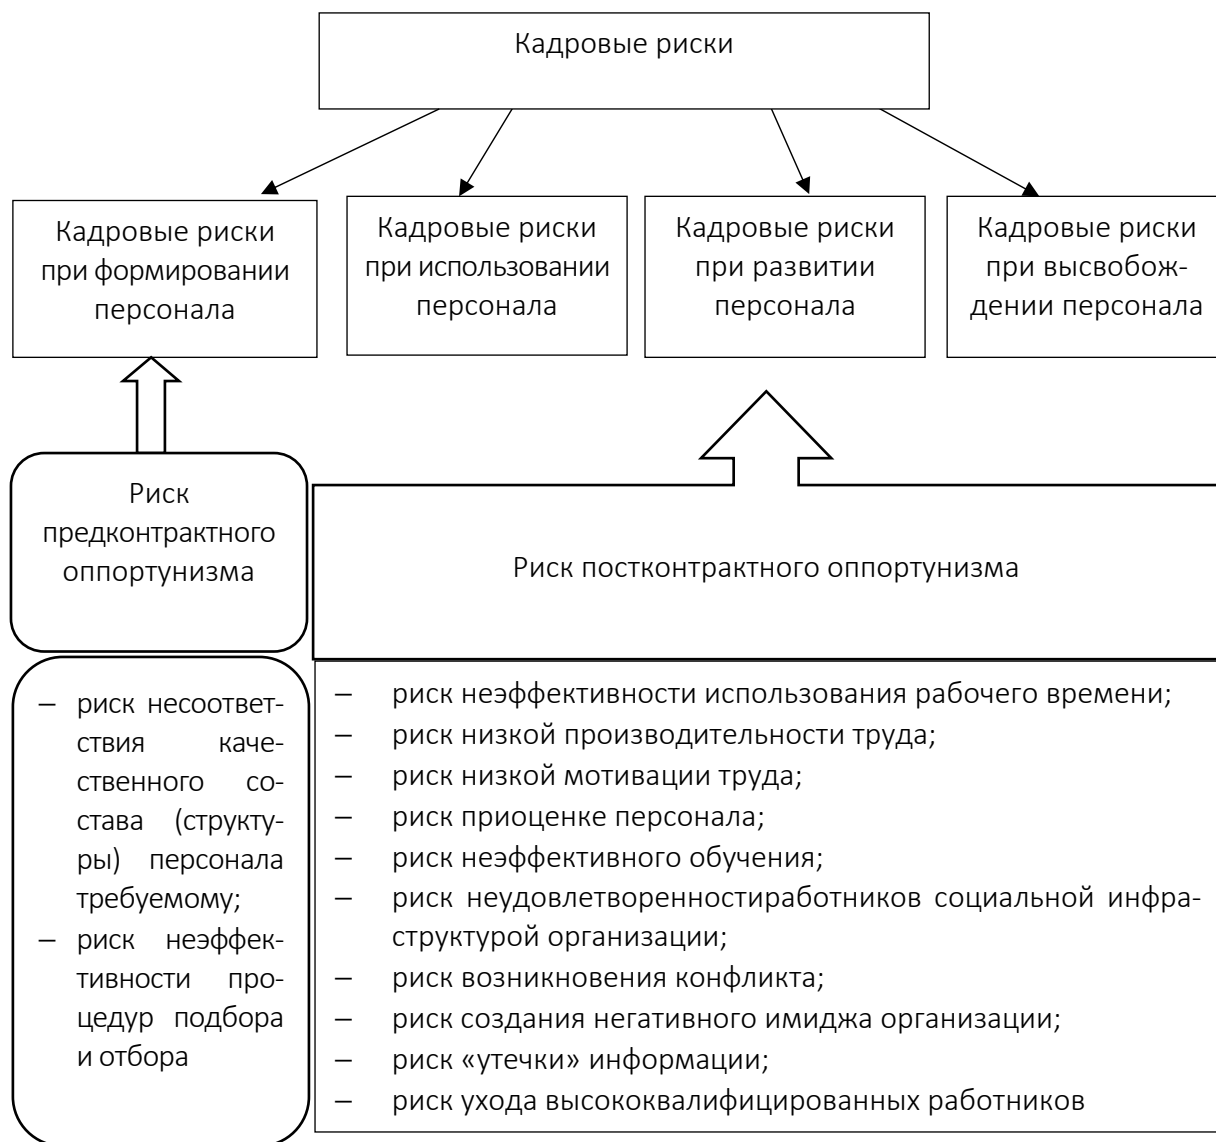 Кадровые риски
Кадровые риски
при формировании
персонала
Кадровые риски
при использовании
персонала
Кадровые риски
при развитии
персонала
Кадровые риски
при высвобож-
дении персонала
Риск
предконтрактного
оппортунизма
Риск постконтрактного оппортунизма
– риск несоответ-
ствия каче-
ственного со-
става (структу-
ры) персонала
требуемому;
– риск неэффек-
тивности про-
цедур подбора
и отбора
– риск неэффективности использования рабочего времени;
– риск низкой производительности труда;
– риск низкой мотивации труда;
– риск приоценке персонала;
– риск неэффективного обучения;
– риск неудовлетворенностиработников социальной инфра-
структурой организации;
– риск возникновения конфликта;
– риск создания негативного имиджа организации;
– риск «утечки» информации;
– риск ухода высококвалифицированных работников